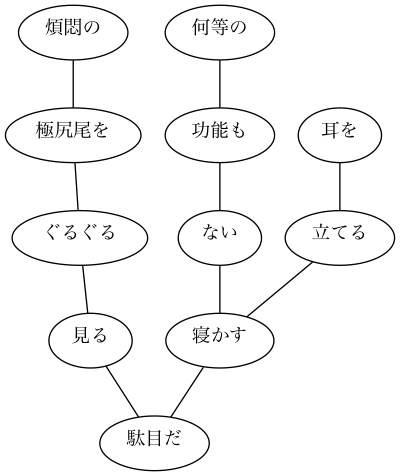 煩悶の
何等の
極尻尾を
功能も
耳を
ぐるぐる
ない
立てる
見る
寝かす
駄目だ